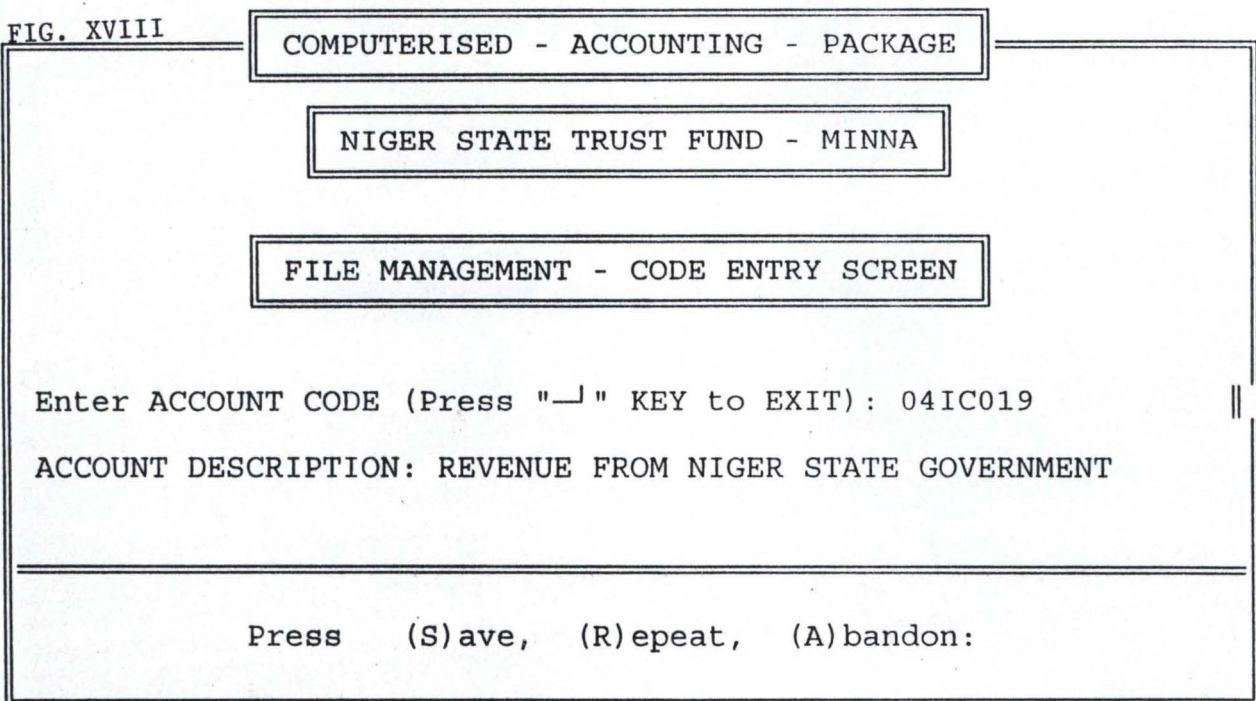 FIG. XVIII
COMPUTERISED - ACCOUNTING - PACKAGE
NIGER STATE TRUST FUND - MINNA
FILE MANAGEMENT - CODE ENTRY SCREEN
Enter ACCOUNT CODE (Press "─┘" KEY to EXIT): 04IC019
ACCOUNT DESCRIPTION: REVENUE FROM NIGER STATE GOVERNMENT
Press (S)ave, (R)epeat, (A)bandon: